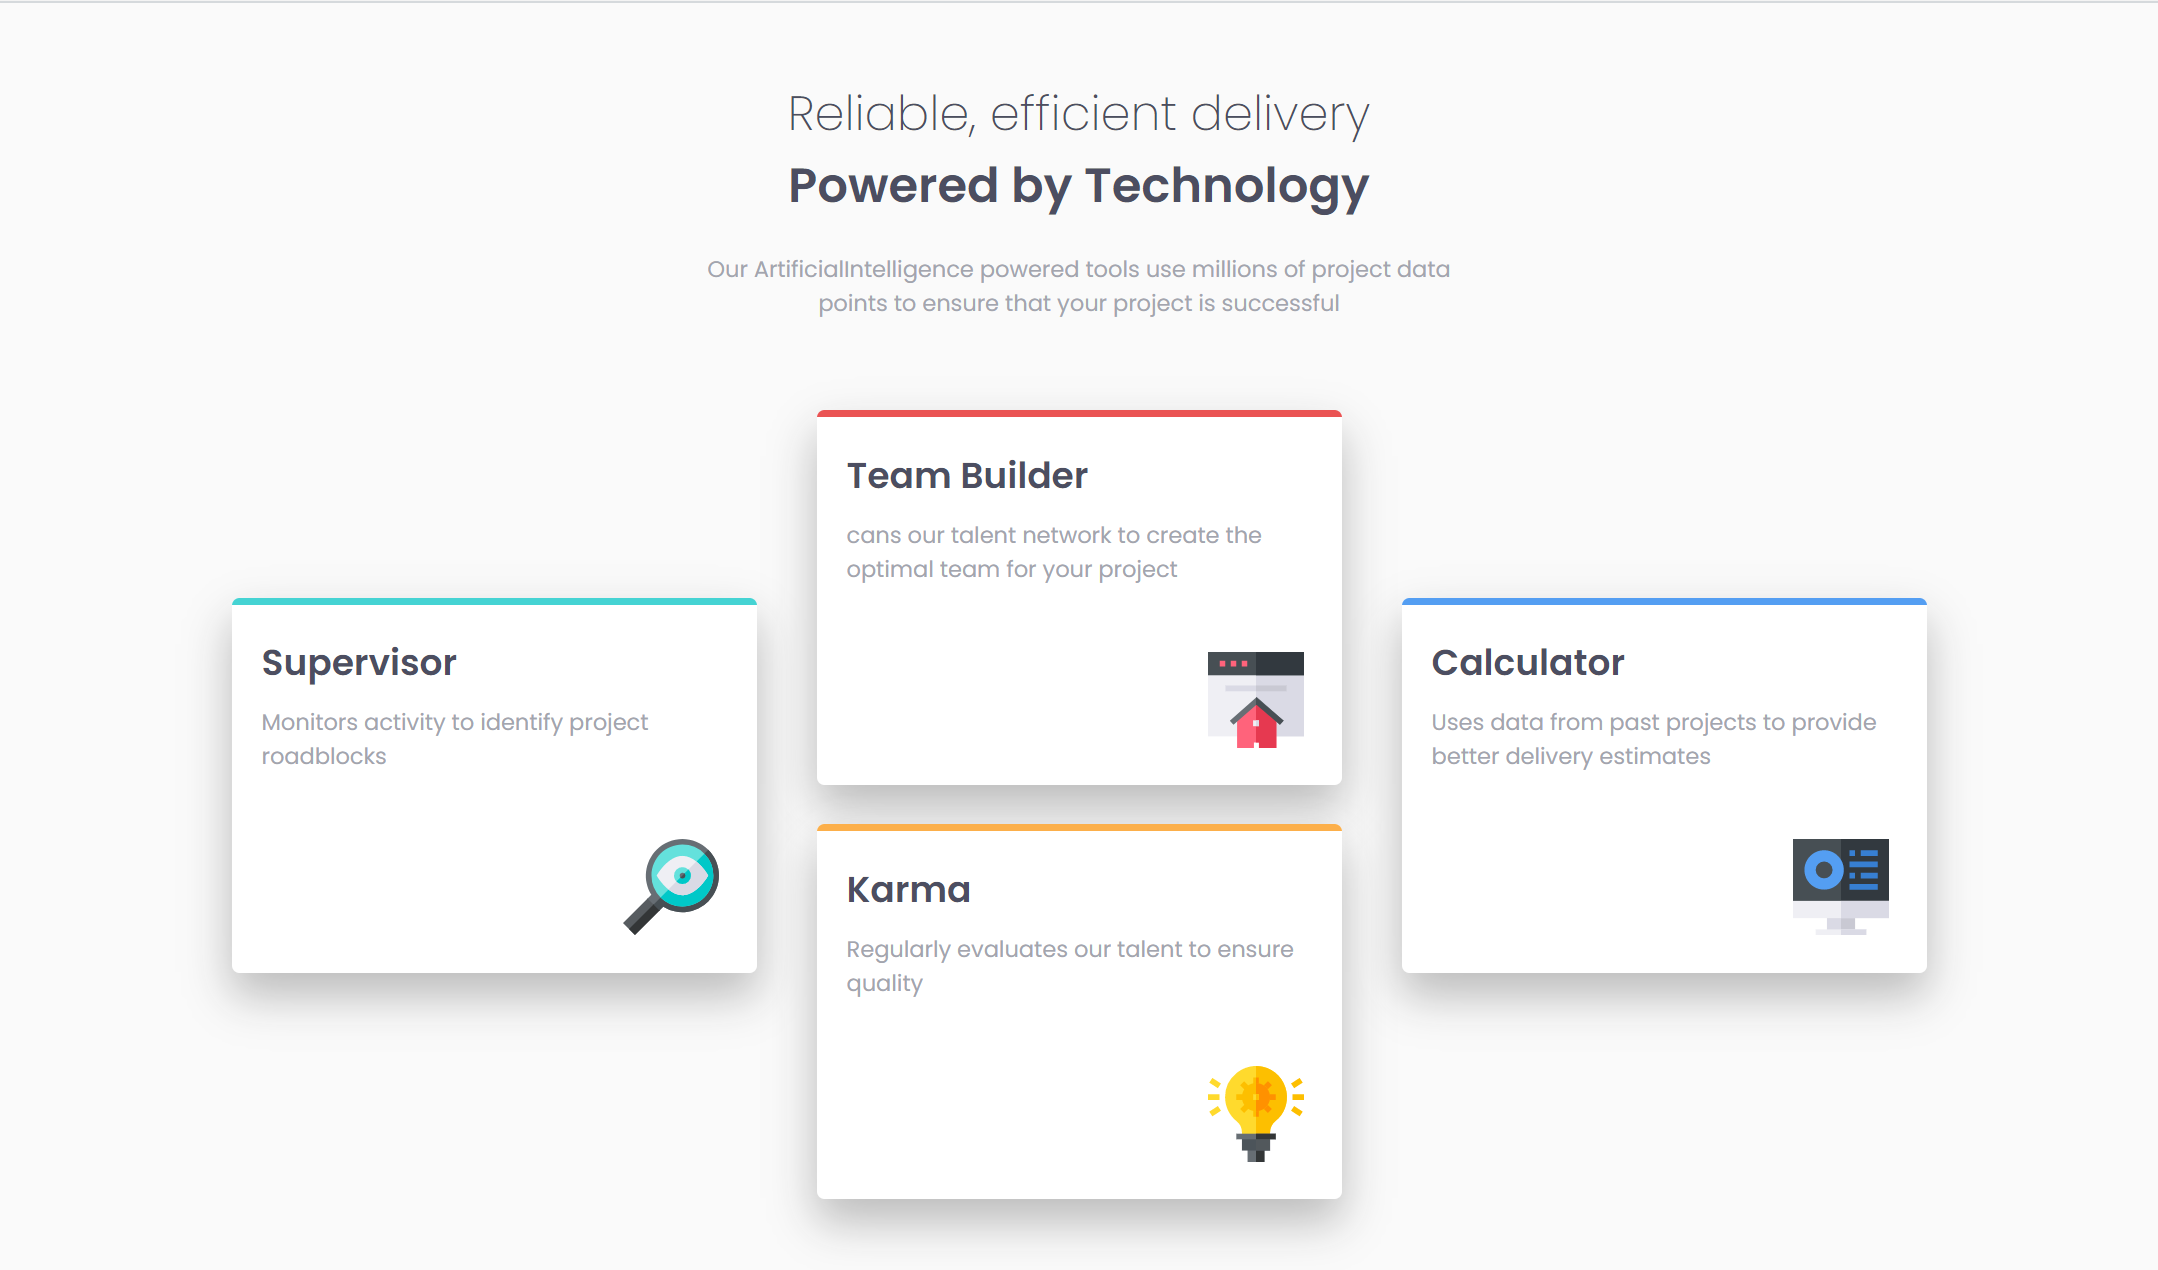 Reliable, efficient delivery
Powered by Technology
Our ArtificialIntelligence powered tools use millions of project data
points to ensure that your project is successful
Team Builder
cans our talent network to create the
optimal team for your project
Supervisor
Monitors activity to identify project
roadblocks
Calculator
Uses data from past projects to provide
better delivery estimates
Karma
Regularly evaluates our talent to ensure
quality